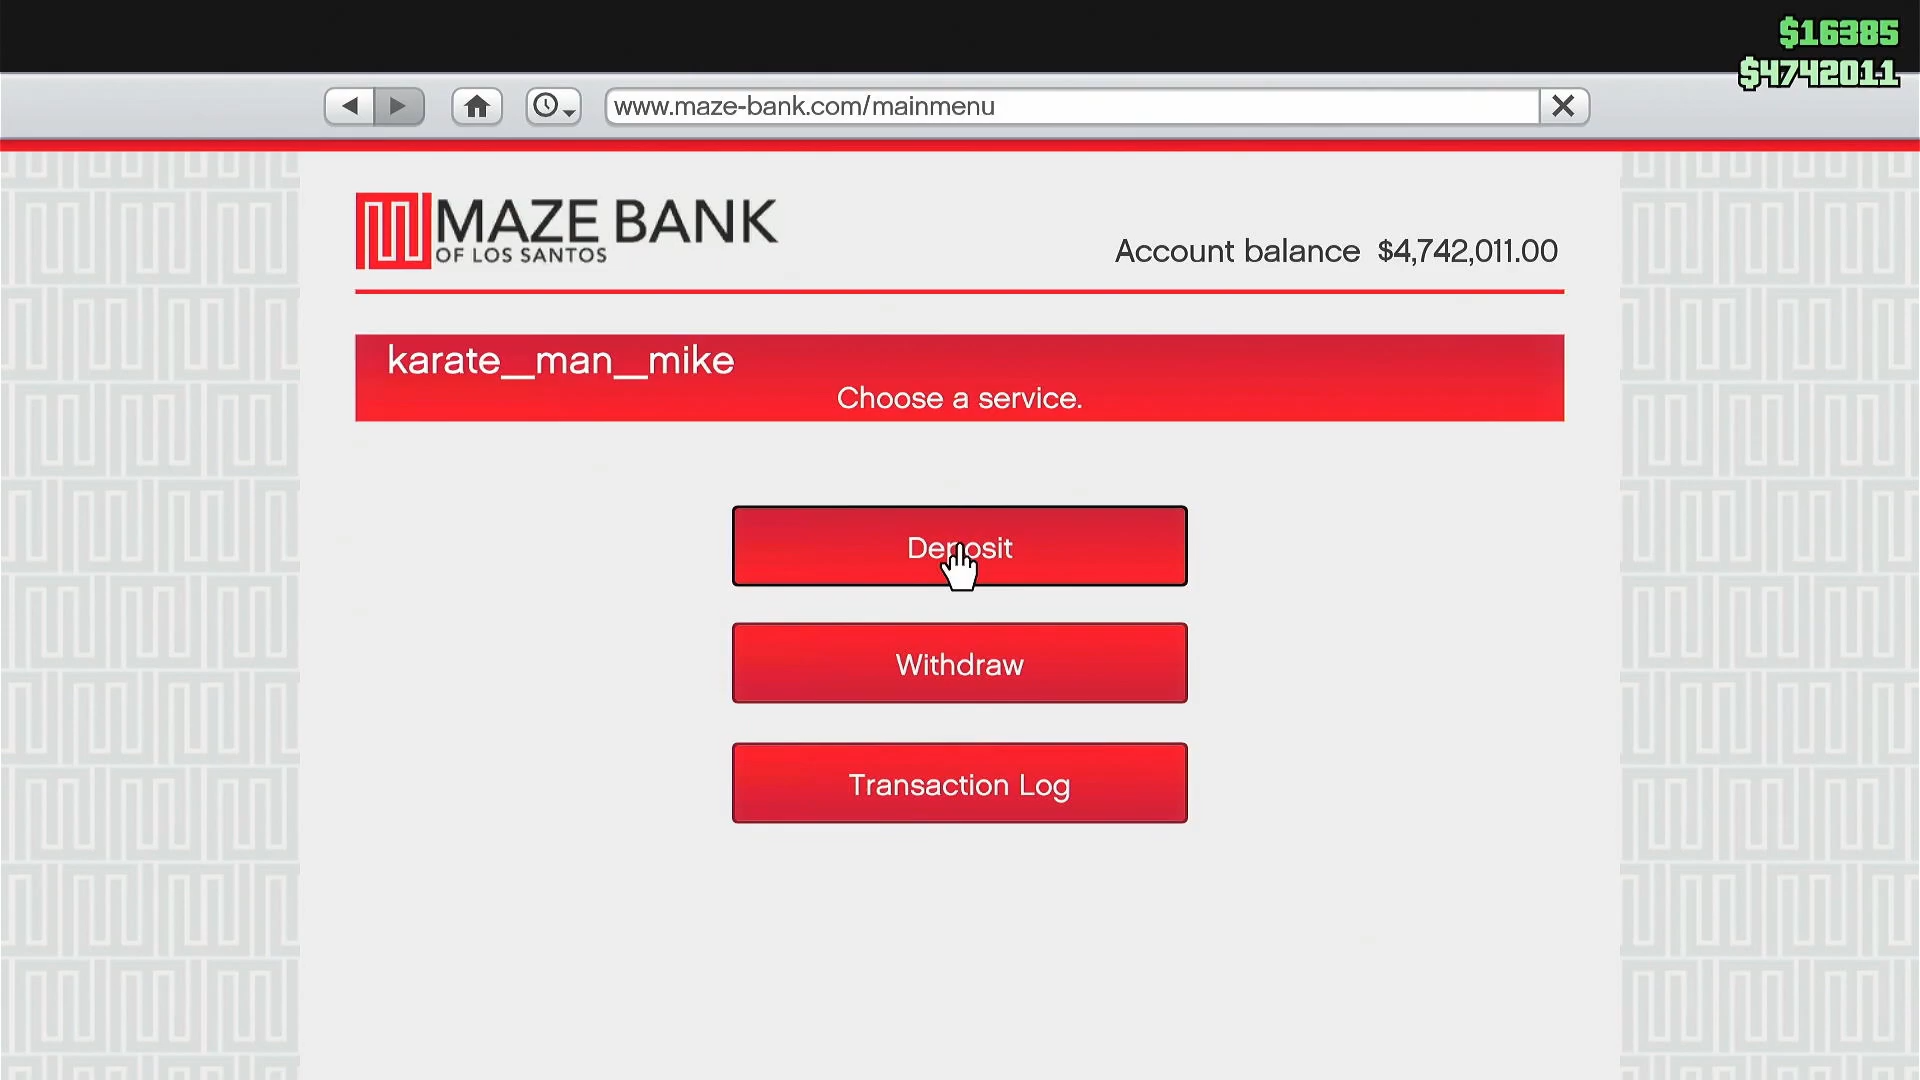 $16385
$4742011
www.maze-bank.com/mainmenu
MAZE BANK
OF LOS SANTOS
Account balance $4,742,011.00
karate__man__mike
Choose a service.
Deposit
Withdraw
Transaction Log